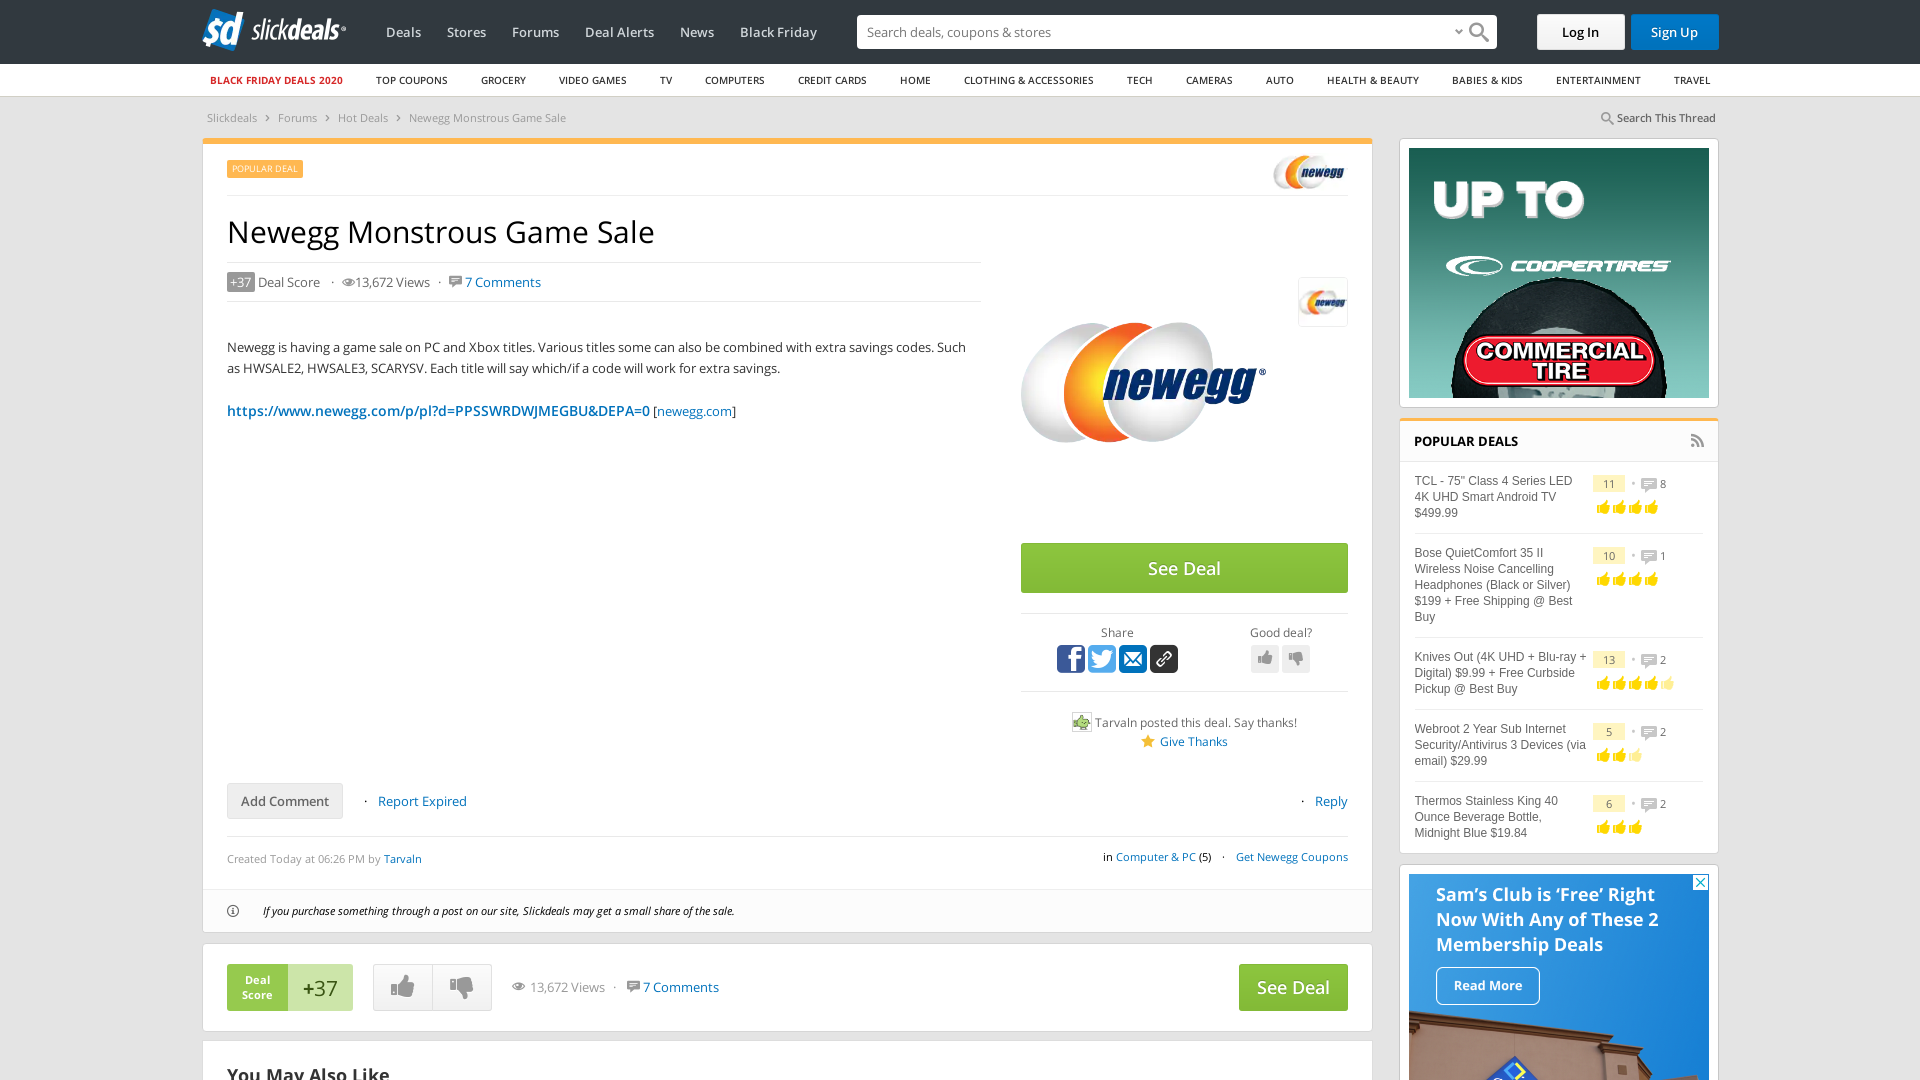 slickdeals
Deals
Stores
Forums
Deal Alerts
News
Black Friday
Search deals, coupons & shopping
Log In
Sign Up
BLACK FRIDAY DEALS 2020
TOP COUPONS
GROCERY
VIDEO GAMES
TV
COMPUTERS
CREDIT CARDS
HOME
CLOTHING & ACCESSORIES
TECH
CAMERAS
AUTO
HEALTH & BEAUTY
BABIES & KIDS
ENTERTAINMENT
TRAVEL
Slickdeals › Forums › Hot Deals › Newegg Monstrous Game Sale
Search This Thread
POPULAR DEAL
newegg
Newegg Monstrous Game Sale
+37 Deal Score · 13,672 Views · 7 Comments
Newegg is having a game sale on PC and Xbox titles. Various titles some can also be combined with extra savings codes. Such
as HWSALE2, HWSALE3, SCARYSV. Each title will say which/if a code will work for extra savings.
https://www.newegg.com/p/pl?d=PPSSWRDWJMEGBU&DEPA=0 [newegg.com]
newegg
newegg®
See Deal
Share
Good deal?
Tarvaln posted this deal. Say thanks!
Give Thanks
Add Comment · Report Expired
· Reply
Created Today at 06:26 PM by Tarvaln
in Computer & PC (5) · Get Newegg Coupons
If you purchase something through a post on our site, Slickdeals may get a small share of the sale.
Deal
Score
+37
13,672 Views · 7 Comments
See Deal
You May Also Like
UP TO
COOPERTIRES
COMMERCIAL
TIRE
POPULAR DEALS
TCL - 75" Class 4 Series LED
4K UHD Smart Android TV
$499.99
11 • 8
Bose QuietComfort 35 II
Wireless Noise Cancelling
Headphones (Black or Silver)
$199 + Free Shipping @ Best
Buy
10 • 1
Knives Out (4K UHD + Blu-ray +
Digital) $9.99 + Free Curbside
Pickup @ Best Buy
13 • 2
Webroot 2 Year Sub Internet
Security/Antivirus 3 Devices (via
email) $29.99
5 • 2
Thermos Stainless King 40
Ounce Beverage Bottle,
Midnight Blue $19.84
6 • 2
Sam's Club is 'Free' Right
Now With Any of These 2
Membership Deals
Read More